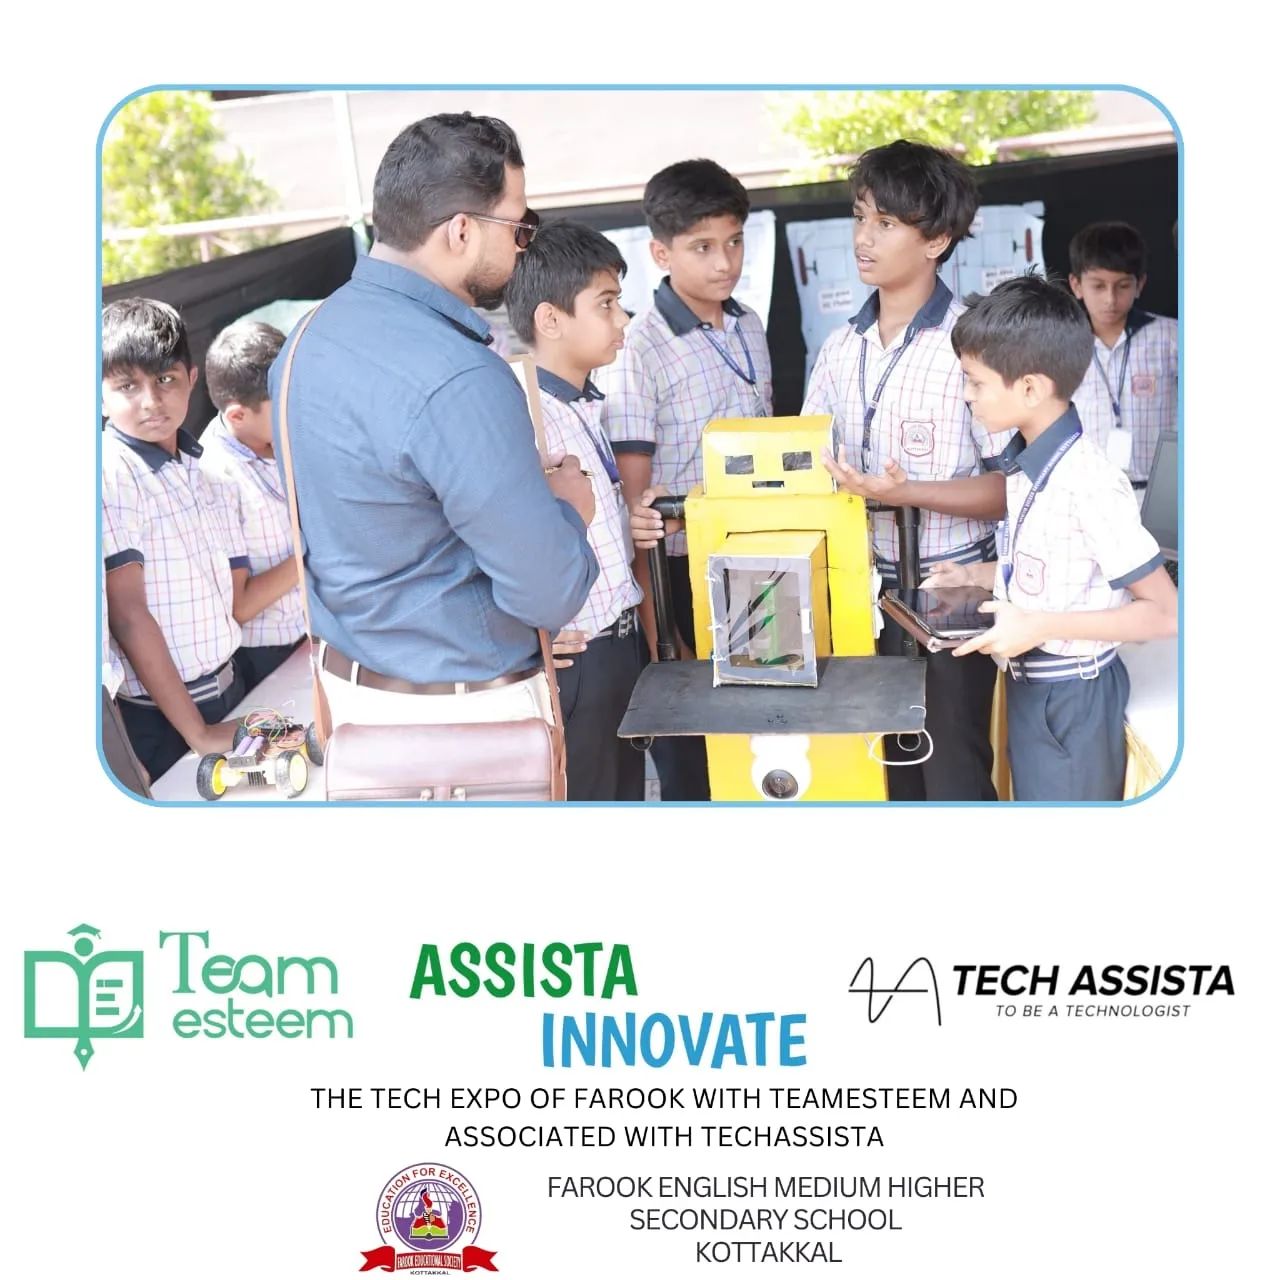 Team
esteem
ASSISTA
INNOVATE
TECH ASSISTA
TO BE A TECHNOLOGIST
THE TECH EXPO OF FAROOK WITH TEAMESTEEM AND
ASSOCIATED WITH TECHASSISTA
EDUCATION FOR EXCELLENCE
FAROOK EDUCATIONAL SOCIETY
KOTTAKKAL
FAROOK ENGLISH MEDIUM HIGHER
SECONDARY SCHOOL
KOTTAKKAL